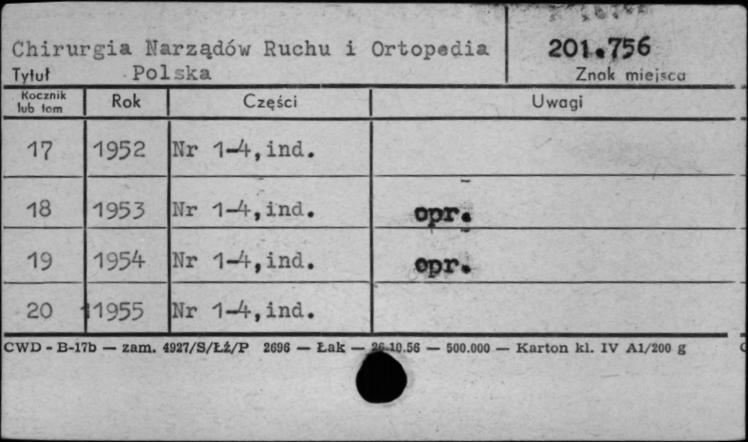 Chirurgia Narządów Ruchu i Ortopedia 201.756
Tytuł Polska Znak miejsca
Rocznik lub tom Rok Części Uwagi
17 1952 Nr 1-4,ind.
18 1953 Nr 1-4,ind. opr.
19 1954 Nr 1-4,ind. opr.
20 1955 Nr 1-4,ind.
CWD - B-17b — zam. 4927/S/ŁŹ/P 2696 — Łak — 26.10.56 — 500.000 — Karton kl. IV A1/200 g